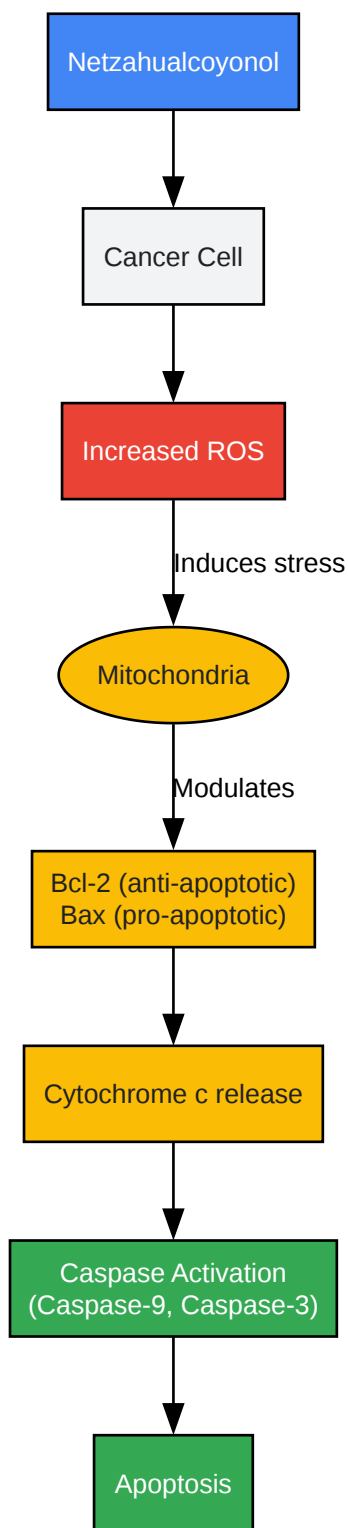 Netzahualcoyonol
Cancer Cell
Increased ROS
Induces stress
Mitochondria
Modulates
Bcl-2 (anti-apoptotic)
Bax (pro-apoptotic)
Cytochrome c release
Caspase Activation
(Caspase-9, Caspase-3)
Apoptosis